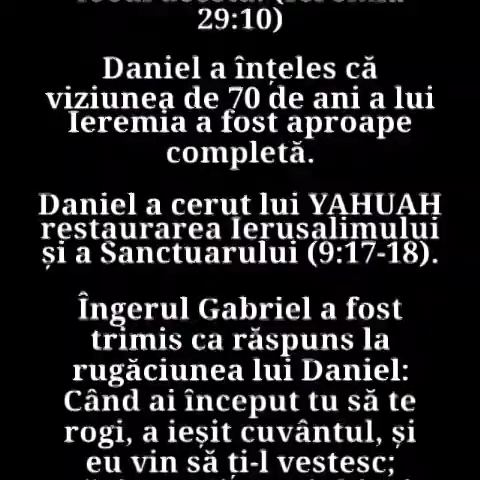 29:10)
Daniel a înțeles că
viziunea de 70 de ani a lui
Ieremia a fost aproape
completă.
Daniel a cerut lui YAHUAH
restaurarea Ierusalimului
și a Sanctuarului (9:17-18).
Îngerul Gabriel a fost
trimis ca răspuns la
rugăciunea lui Daniel:
Când ai început tu să te
rogi, a ieșit cuvântul, și
eu vin să ți-l vestesc;